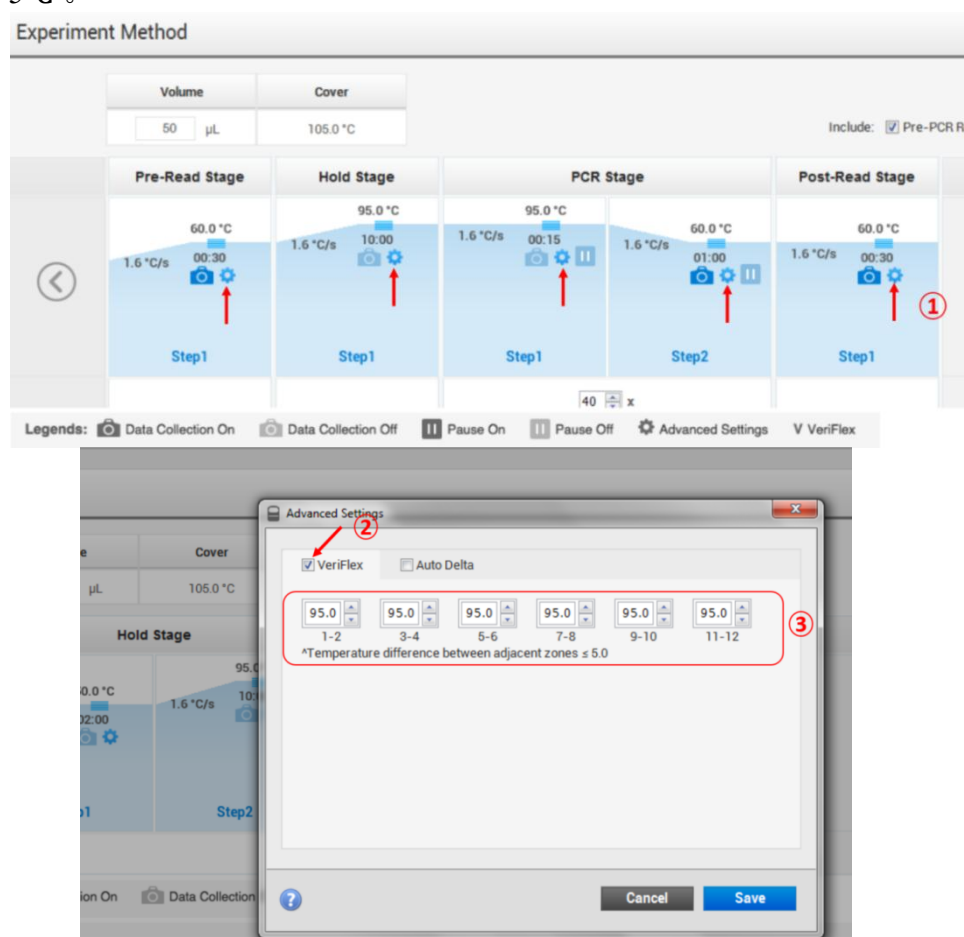 5 ℃。
Experiment Method
Volume Cover
50 μL 105.0 °C
Include: Pre-PCR R
Pre-Read Stage Hold Stage PCR Stage Post-Read Stage
60.0 °C
1.6 °C/s 00:30
Step1
95.0 °C
1.6 °C/s 10:00
Step1
95.0 °C
1.6 °C/s 00:15
Step1
60.0 °C
1.6 °C/s 01:00
Step2
60.0 °C
1.6 °C/s 00:30
Step1
①
40 x
Legends: Data Collection On Data Collection Off Pause On Pause Off Advanced Settings V VeriFlex
Advanced Settings
②
VeriFlex Auto Delta
95.0 95.0 95.0 95.0 95.0 95.0
1-2 3-4 5-6 7-8 9-10 11-12
^Temperature difference between adjacent zones ≤ 5.0
③
Cancel Save
e Cover
μL 105.0 °C
Hold Stage
0.0 °C
02:00
1
95.0
1.6 °C/s 10:0
Step2
ion On Data Collection